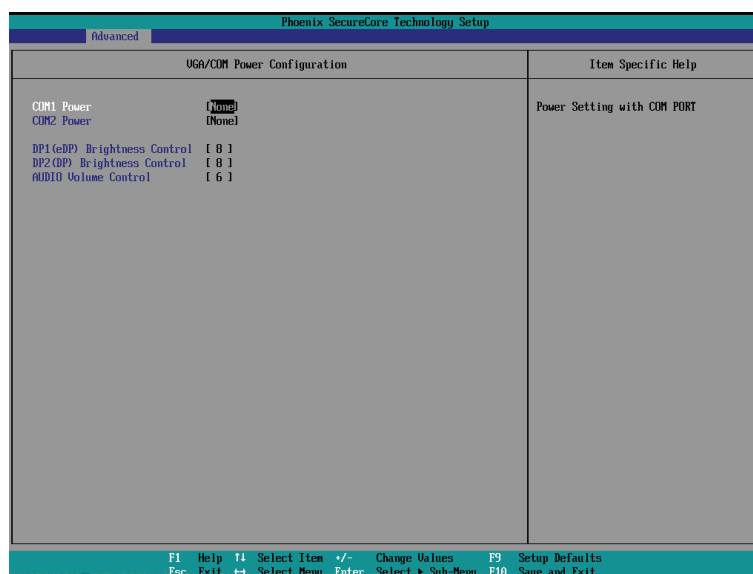 Phoenix SecureCore Technology Setup
Advanced
VGA/COM Power Configuration
Item Specific Help
COM1 Power [None]
Power Setting with COM PORT
COM2 Power [None]
DP1(eDP) Brightness Control [ 8 ]
DP2(DP) Brightness Control [ 8 ]
AUDIO Volume Control [ 6 ]
F1 Help ↑↓ Select Item +/- Change Values F9 Setup Defaults
Esc Exit ↔ Select Menu Enter Select ▶ Sub-Menu F10 Save and Exit